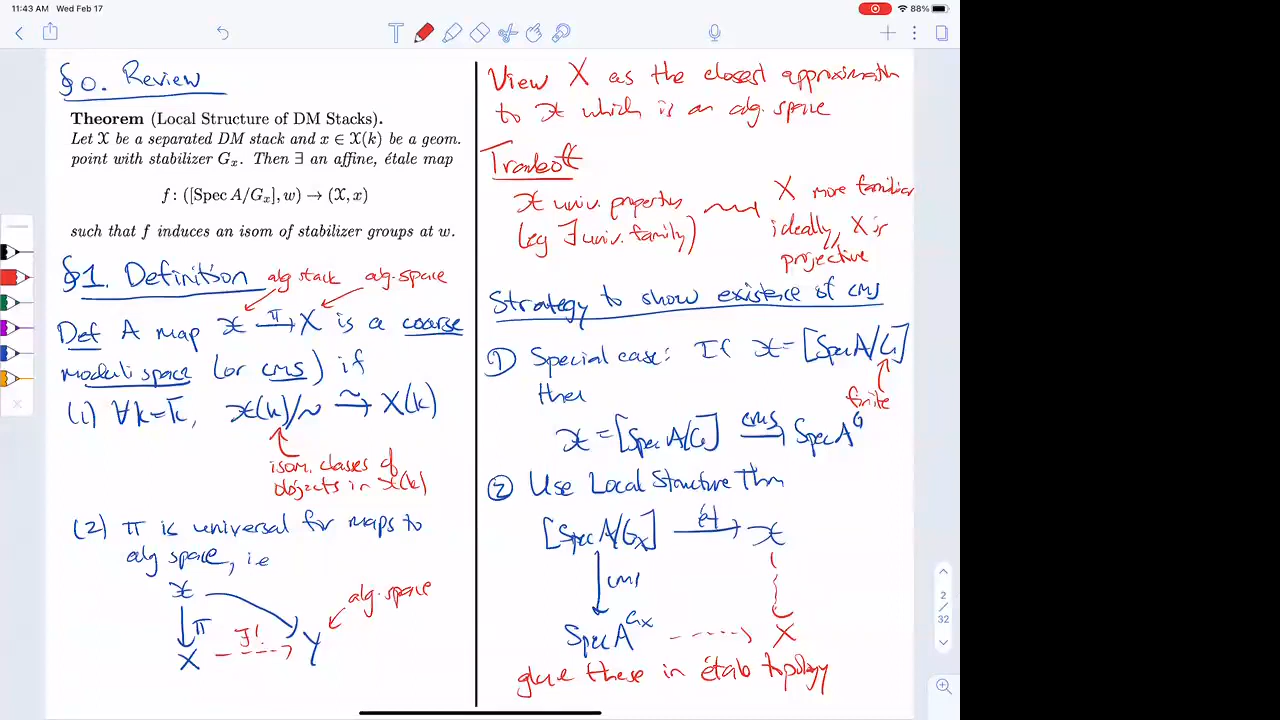 11:43 AM Wed Feb 17
88%
§0. Review
Theorem (Local Structure of DM Stacks).
Let 𝒳 be a separated DM stack and x ∈ 𝒳(k) be a geom.
point with stabilizer G_x. Then ∃ an affine, étale map
f: ([Spec A/G_x], w) → (𝒳, x)
such that f induces an isom of stabilizer groups at w.
§1. Definition
alg stack alg. space
Def A map 𝒳 →^π X is a coarse
moduli space (or cms) if
(1) ∀k=k̄, 𝒳(k)/~ →^~ X(k)
isom. classes of
objects in 𝒳(k)
(2) π is universal for maps to
alg space, i.e
𝒳
alg. space
π
∃!
X Y
View X as the closest approximatn
to 𝒳 which is an alg. space
Tradeoff
𝒳 univ. properties
(eg ∃ univ. family)
X more familiar
ideally, X is
projective
Strategy to show existence of cms
① Special case: If 𝒳 = [Spec A/G]
then
finite
𝒳 = [Spec A/G] →^cms Spec A^G
② Use Local Structure Thm
[Spec A/G_x] →^ét 𝒳
cms
Spec A^G_x ⇢ X
glue these in étale topology
2
/
32